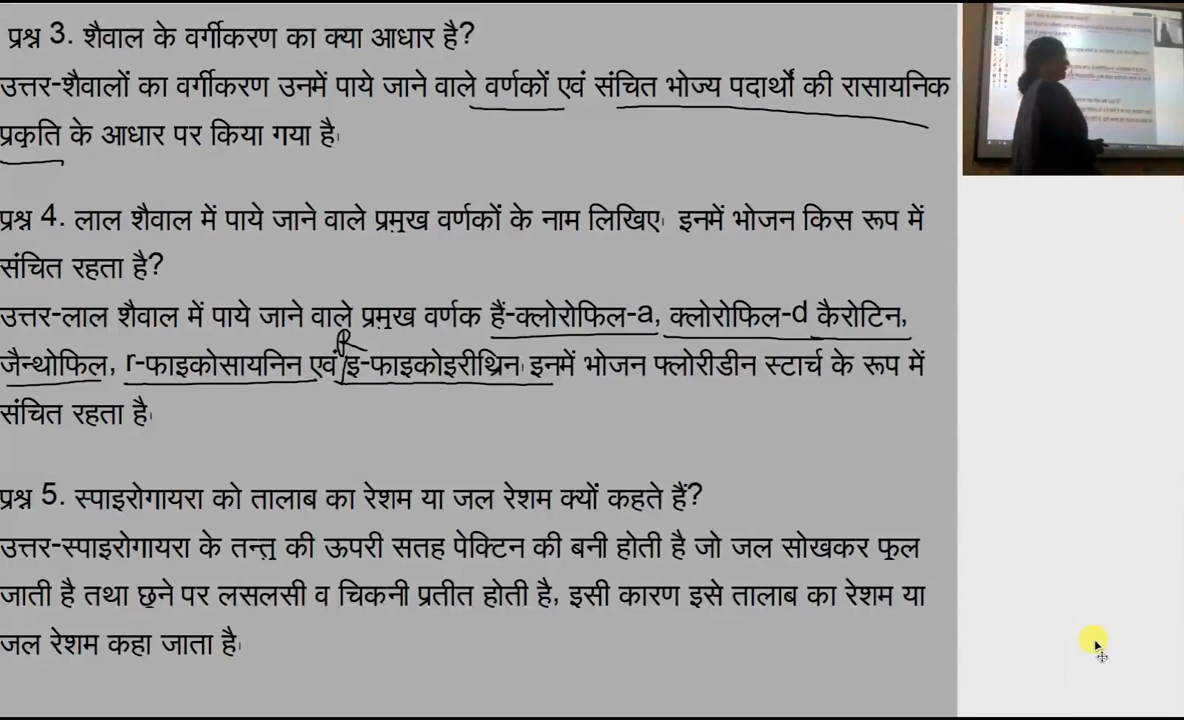 प्रश्न 3. शैवाल के वर्गीकरण का क्या आधार है?
उत्तर-शैवालों का वर्गीकरण उनमें पाये जाने वाले वर्णकों एवं संचित भोज्य पदार्थों की रासायनिक
प्रकृति के आधार पर किया गया है।
प्रश्न 4. लाल शैवाल में पाये जाने वाले प्रमुख वर्णकों के नाम लिखिए। इनमें भोजन किस रूप में
संचित रहता है?
उत्तर-लाल शैवाल में पाये जाने वाले प्रमुख वर्णक हैं-क्लोरोफिल-a, क्लोरोफिल-d कैरोटिन,
जैन्थोफिल, r-फाइकोसायनिन एवं इ-फाइकोइरीथ्रिन। इनमें भोजन फ्लोरीडीन स्टार्च के रूप में
संचित रहता है।
प्रश्न 5. स्पाइरोगायरा को तालाब का रेशम या जल रेशम क्यों कहते हैं?
उत्तर-स्पाइरोगायरा के तन्तु की ऊपरी सतह पेक्टिन की बनी होती है जो जल सोखकर फूल
जाती है तथा छूने पर लसलसी व चिकनी प्रतीत होती है, इसी कारण इसे तालाब का रेशम या
जल रेशम कहा जाता है।